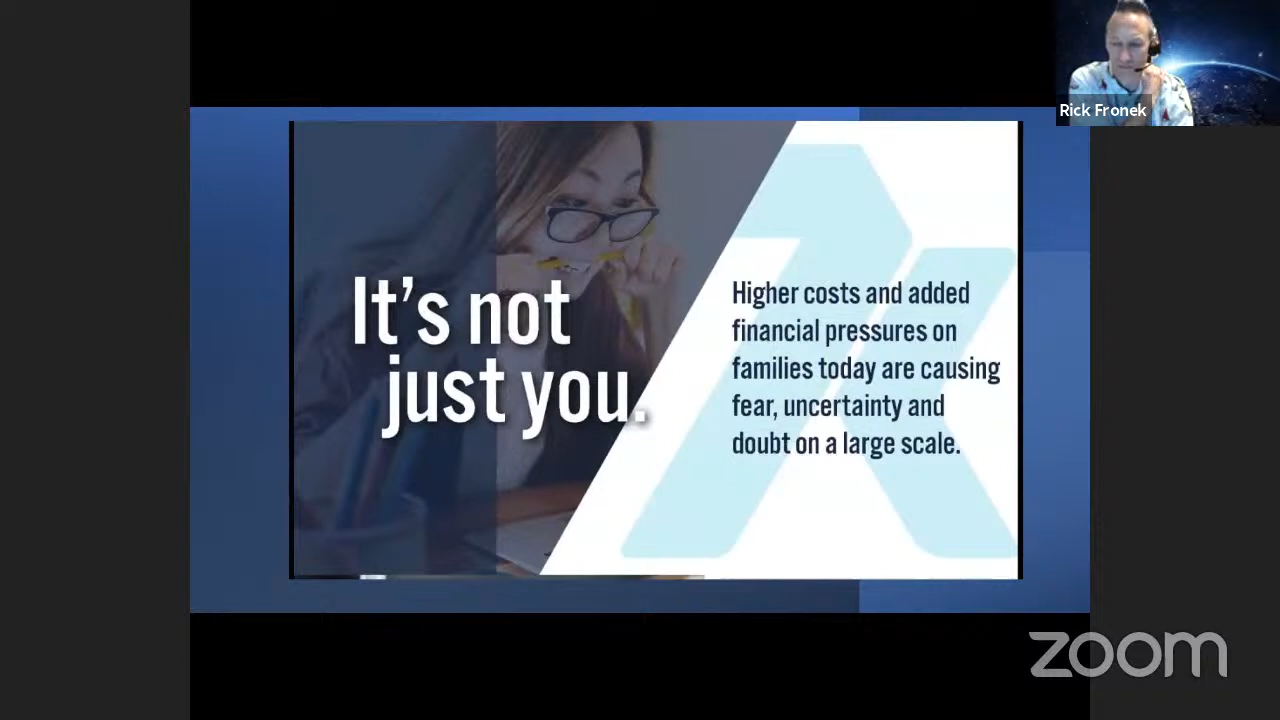 Rick Fronek
It's not
just you.
Higher costs and added
financial pressures on
families today are causing
fear, uncertainty and
doubt on a large scale.
zoom